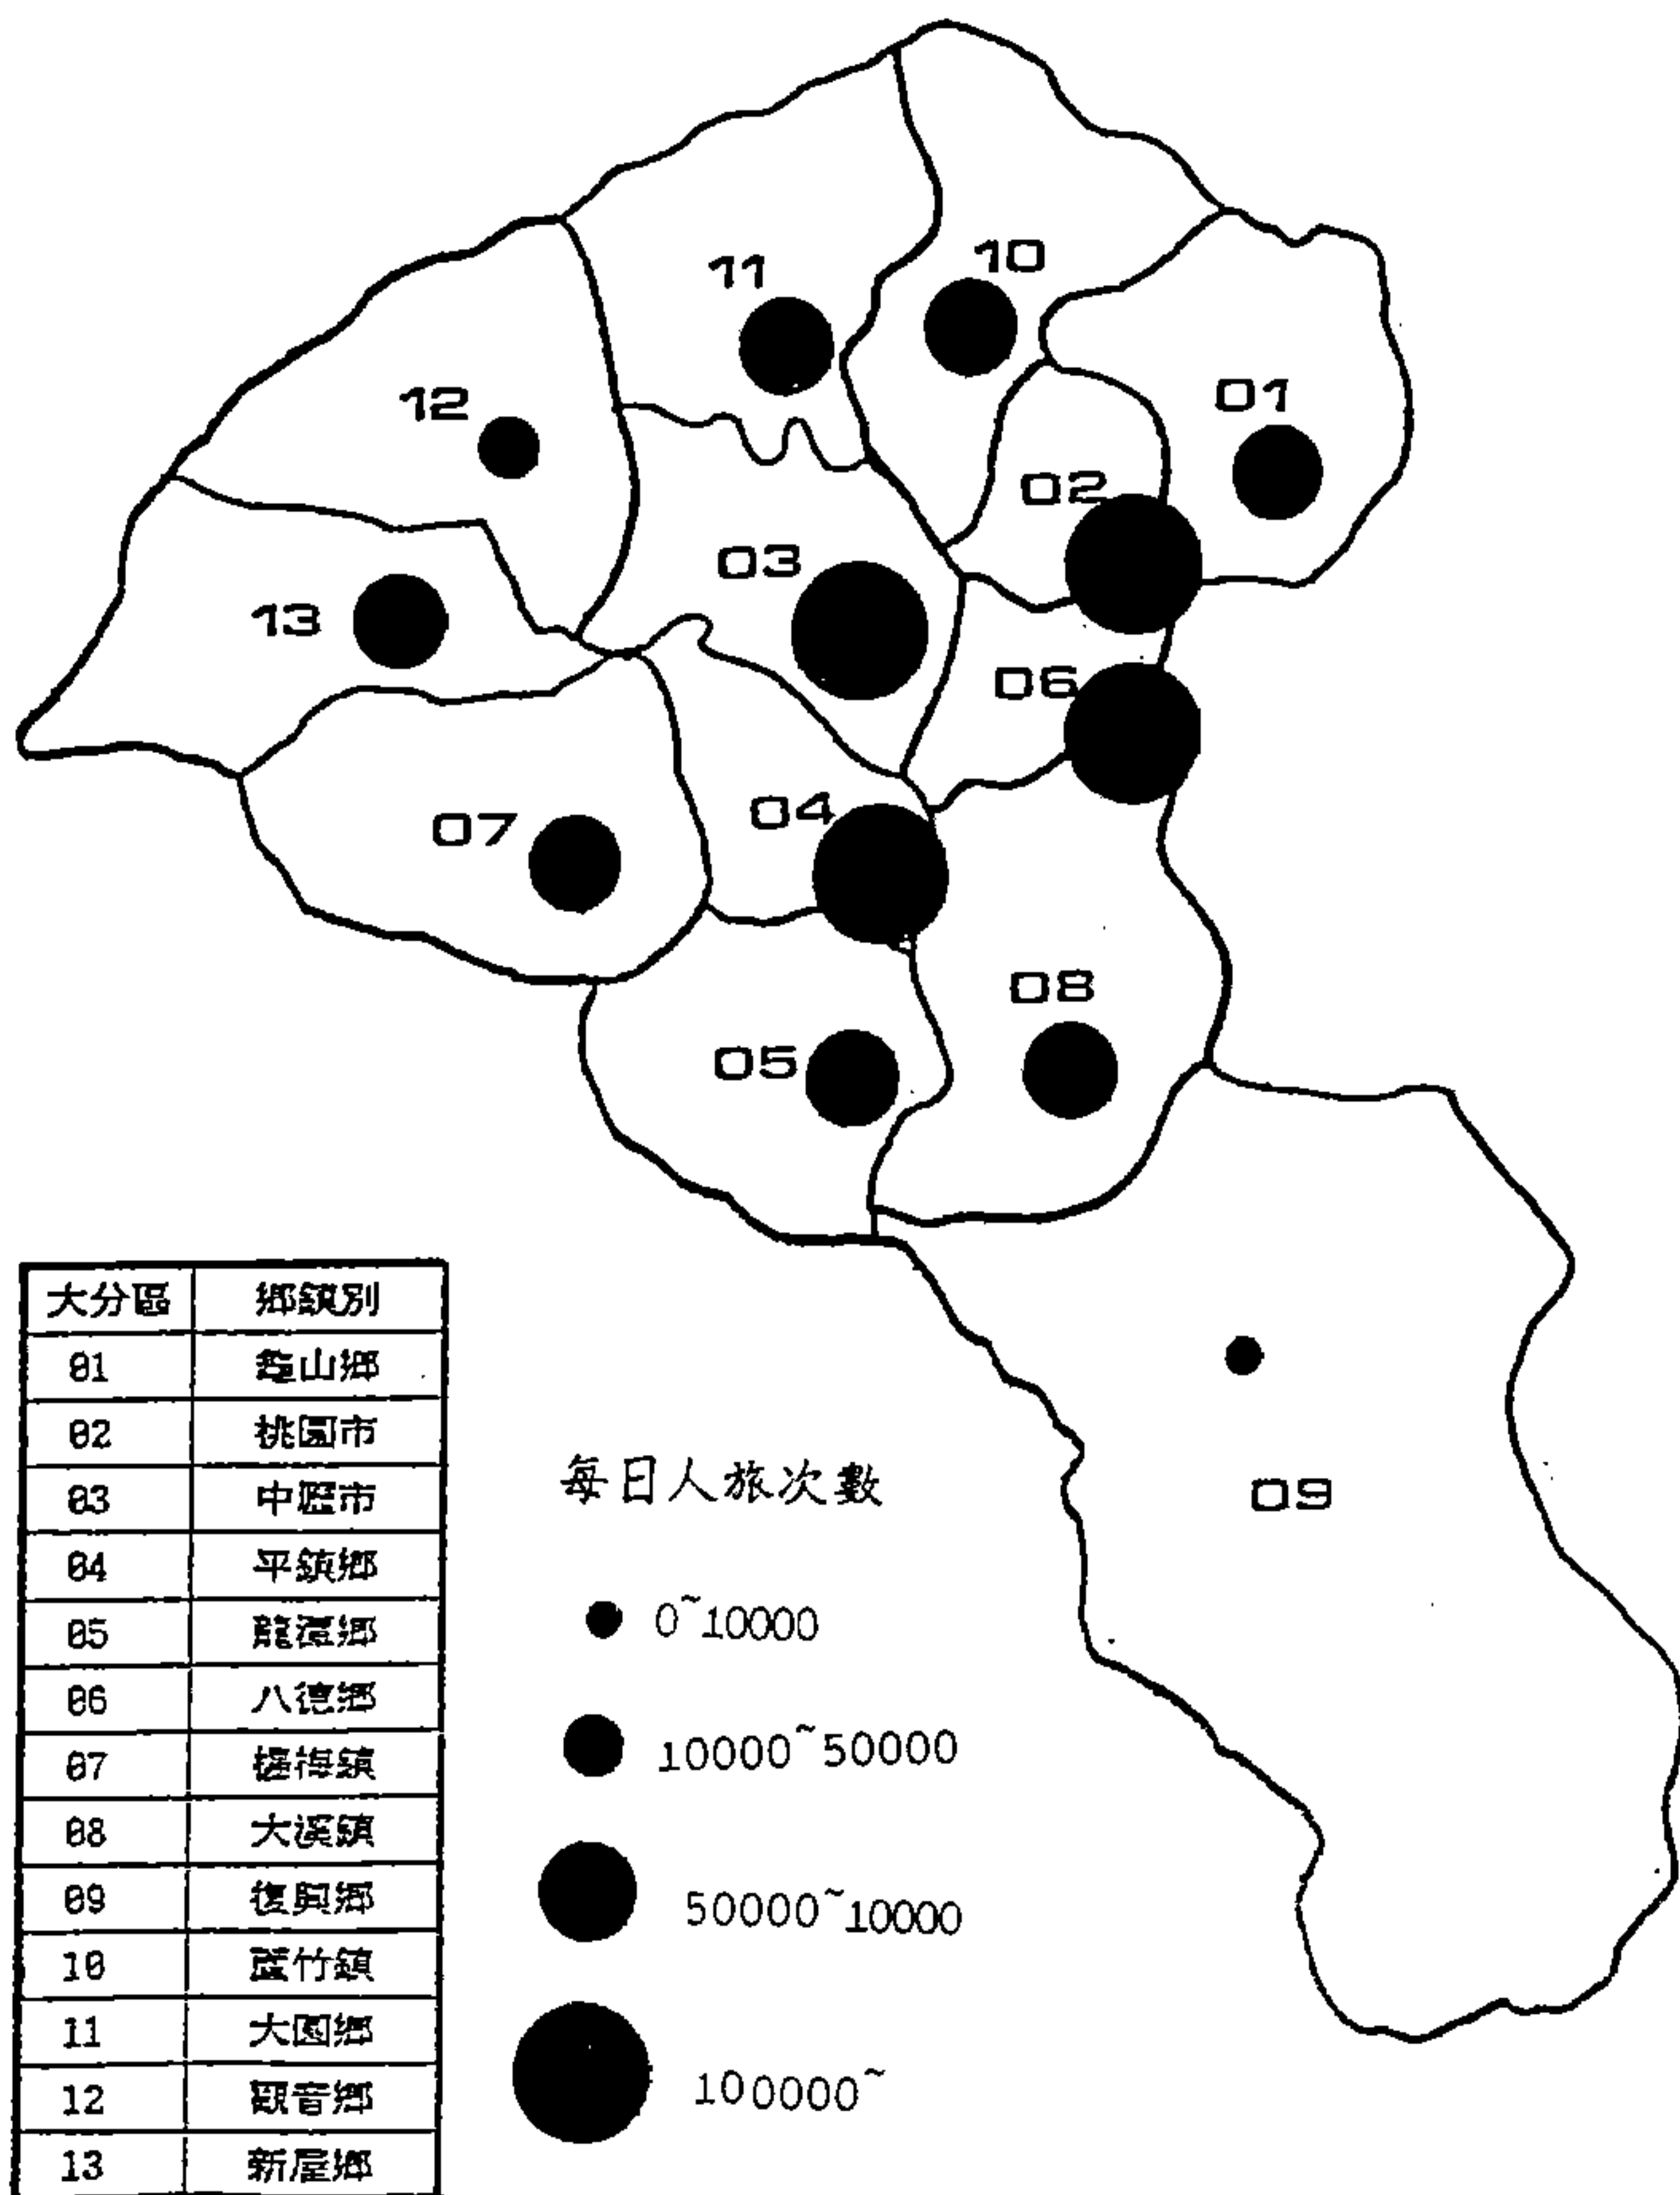 11
10
12
01
02
03
13
06
04
07
08
05
09
大分區 鄉鎮別
01 龜山鄉
02 桃園市
03 中壢市
04 平鎮鄉
05 龍潭鄉
06 八德鄉
07 楊梅鎮
08 大溪鎮
09 復興鄉
10 蘆竹鎮
11 大園鄉
12 觀音鄉
13 新屋鄉
每日人旅次數
0~10000
10000~50000
50000~10000
100000~